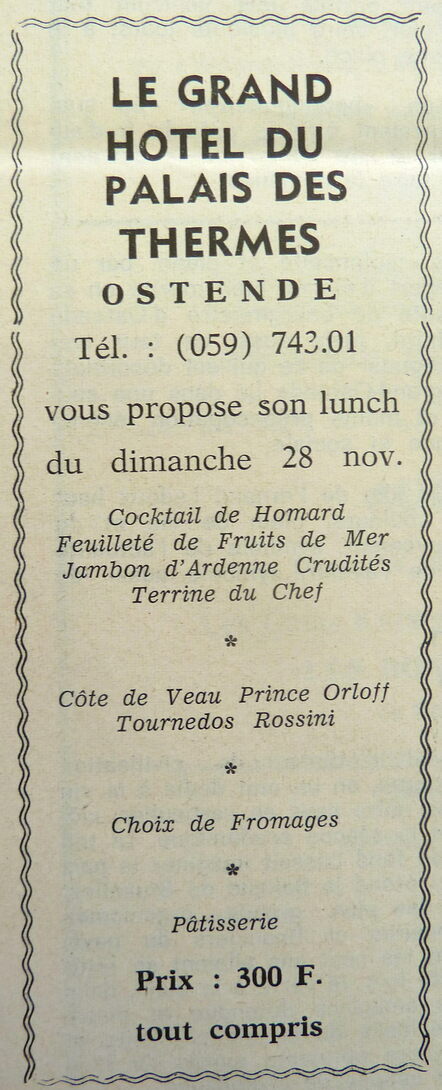 LE GRAND
HOTEL DU
PALAIS DES
THERMES
OSTENDE
Tél. : (059) 743.01
vous propose son lunch
du dimanche 28 nov.
Cocktail de Homard
Feuilleté de Fruits de Mer
Jambon d'Ardenne Crudités
Terrine du Chef
*
Côte de Veau Prince Orloff
Tournedos Rossini
*
Choix de Fromages
*
Pâtisserie
Prix : 300 F.
tout compris